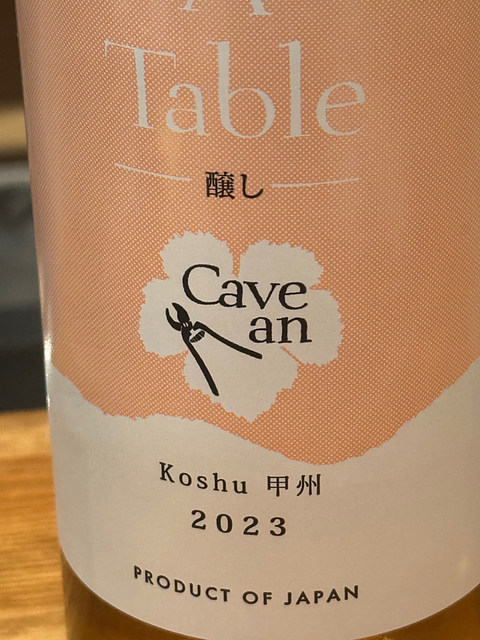 A
Table
醸し
Cave
an
Koshu 甲州
2023
PRODUCT OF JAPAN